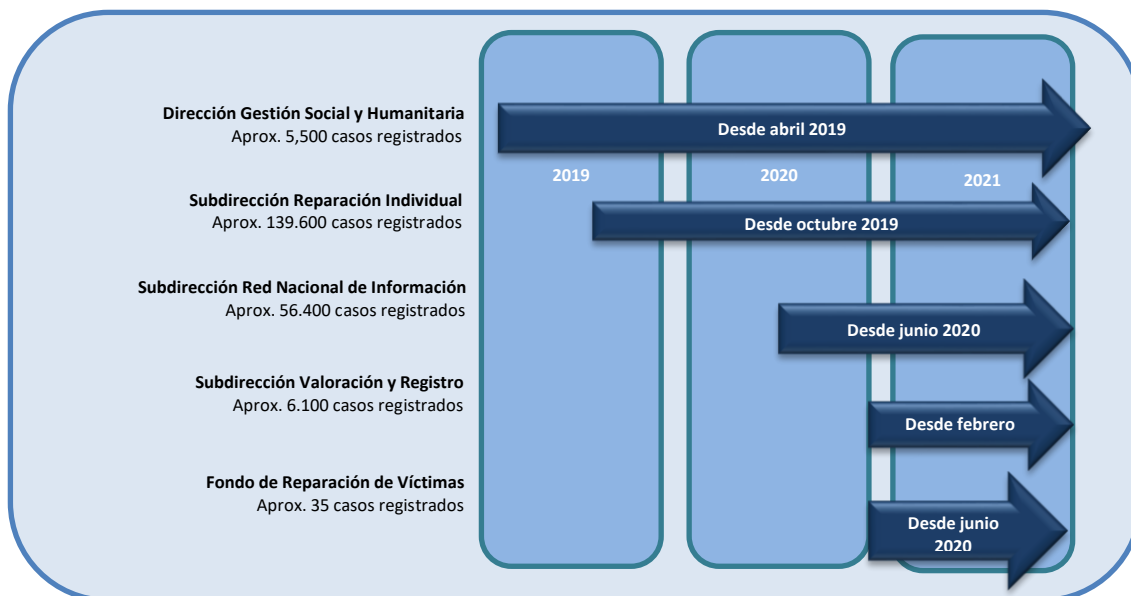 Dirección Gestión Social y Humanitaria
Aprox. 5,500 casos registrados
Desde abril 2019
2019
2020
2021
Subdirección Reparación Individual
Aprox. 139.600 casos registrados
Desde octubre 2019
Subdirección Red Nacional de Información
Aprox. 56.400 casos registrados
Desde junio 2020
Subdirección Valoración y Registro
Aprox. 6.100 casos registrados
Desde febrero
Fondo de Reparación de Víctimas
Aprox. 35 casos registrados
Desde junio
2020